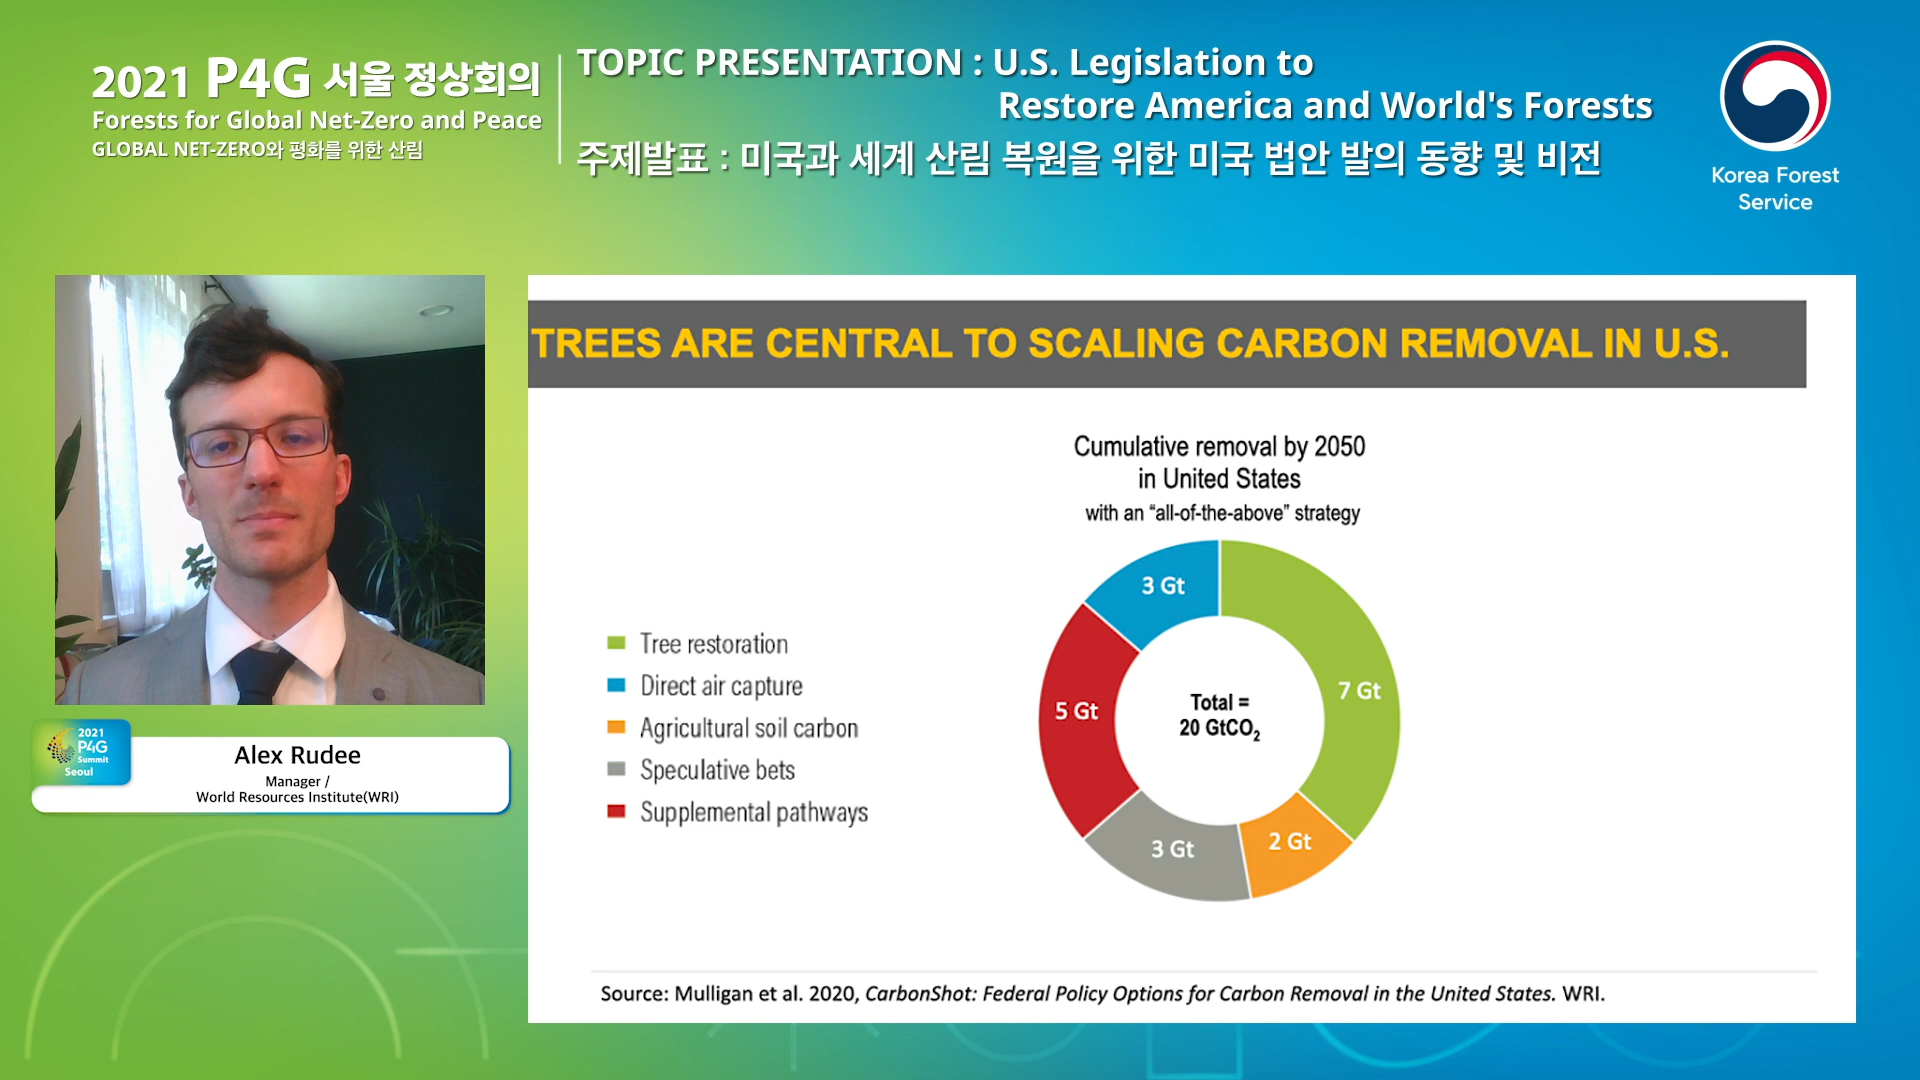 2021 P4G 서울 정상회의
Forests for Global Net-Zero and Peace
GLOBAL NET-ZERO와 평화를 위한 산림
TOPIC PRESENTATION : U.S. Legislation to
Restore America and World's Forests
주제발표 : 미국과 세계 산림 복원을 위한 미국 법안 발의 동향 및 비전
Korea Forest
Service
TREES ARE CENTRAL TO SCALING CARBON REMOVAL IN U.S.
Cumulative removal by 2050
in United States
with an “all-of-the-above” strategy
Tree restoration
Direct air capture
Agricultural soil carbon
Speculative bets
Supplemental pathways
3 Gt
7 Gt
5 Gt
Total =
20 GtCO₂
3 Gt
2 Gt
Source: Mulligan et al. 2020, CarbonShot: Federal Policy Options for Carbon Removal in the United States. WRI.
2021
P4G
Summit
Seoul
Alex Rudee
Manager /
World Resources Institute(WRI)